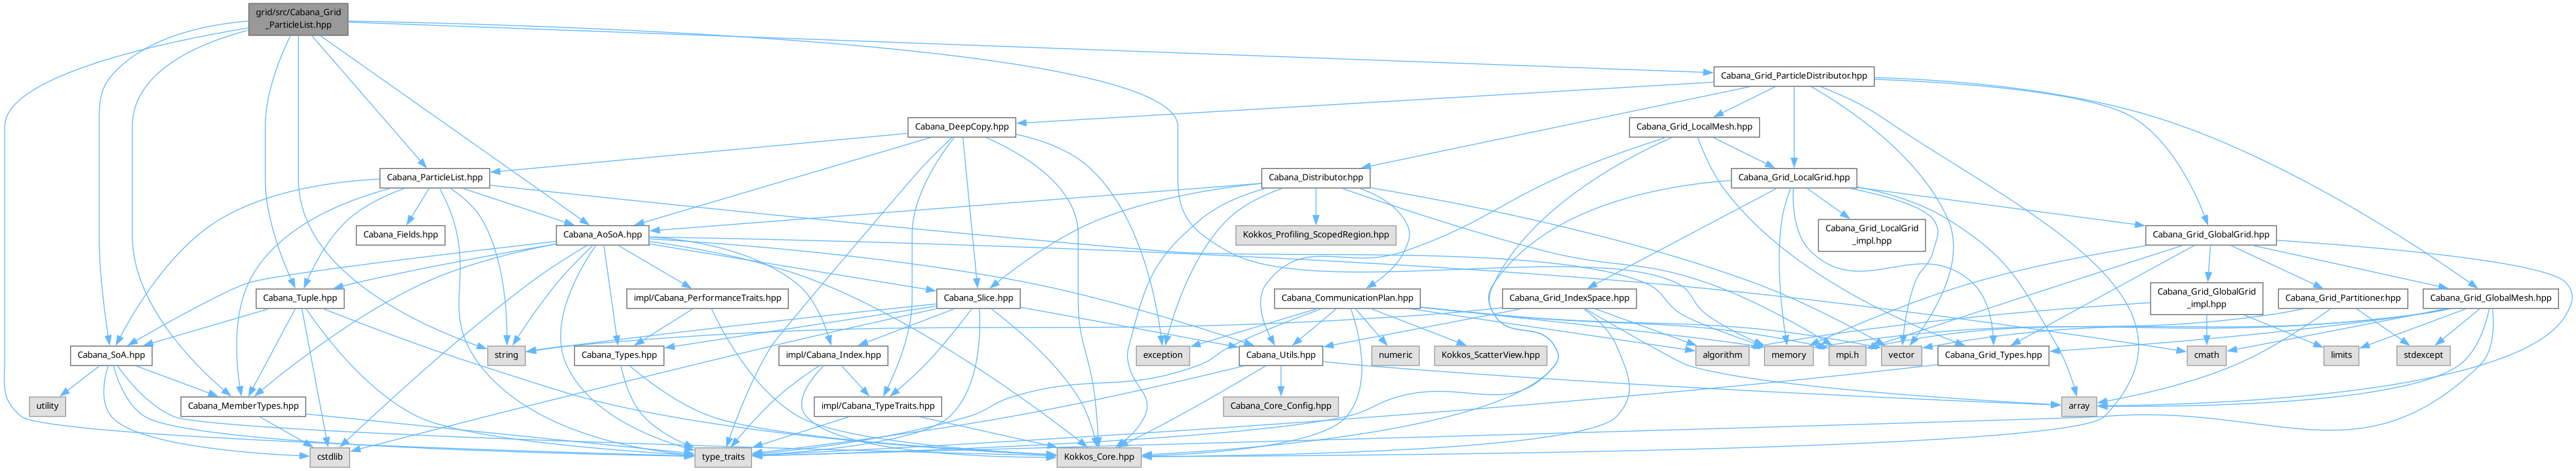 grid/src/Cabana_Grid
_ParticleList.hpp
Cabana_Grid_ParticleDistributor.hpp
Cabana_DeepCopy.hpp
Cabana_Grid_LocalMesh.hpp
Cabana_ParticleList.hpp
Cabana_Distributor.hpp
Cabana_Grid_LocalGrid.hpp
Cabana_Fields.hpp
Cabana_AoSoA.hpp
Kokkos_Profiling_ScopedRegion.hpp
Cabana_Grid_LocalGrid
_impl.hpp
Cabana_Grid_GlobalGrid.hpp
Cabana_Tuple.hpp
impl/Cabana_PerformanceTraits.hpp
Cabana_Slice.hpp
Cabana_CommunicationPlan.hpp
Cabana_Grid_IndexSpace.hpp
Cabana_Grid_GlobalGrid
_impl.hpp
Cabana_Grid_Partitioner.hpp
Cabana_Grid_GlobalMesh.hpp
Cabana_SoA.hpp
string
Cabana_Types.hpp
impl/Cabana_Index.hpp
exception
Cabana_Utils.hpp
numeric
Kokkos_ScatterView.hpp
algorithm
memory
mpi.h
vector
Cabana_Grid_Types.hpp
cmath
limits
stdexcept
utility
Cabana_MemberTypes.hpp
impl/Cabana_TypeTraits.hpp
Cabana_Core_Config.hpp
array
cstdlib
type_traits
Kokkos_Core.hpp